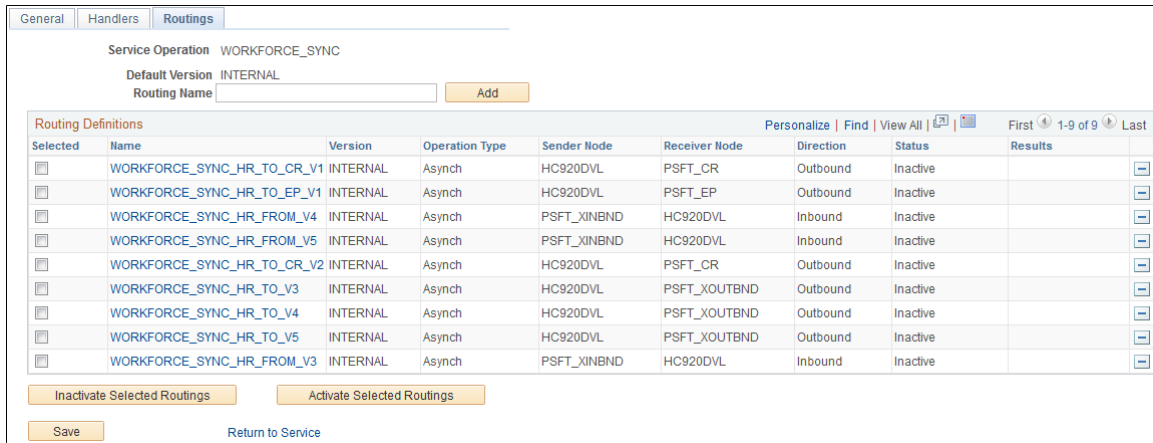 General Handlers Routings
Service Operation WORKFORCE_SYNC
Default Version INTERNAL
Routing Name Add
Routing Definitions Personalize | Find | View All | | First 1-9 of 9 Last
Selected Name Version Operation Type Sender Node Receiver Node Direction Status Results
WORKFORCE_SYNC_HR_TO_CR_V1 INTERNAL Asynch HC920DVL PSFT_CR Outbound Inactive
WORKFORCE_SYNC_HR_TO_EP_V1 INTERNAL Asynch HC920DVL PSFT_EP Outbound Inactive
WORKFORCE_SYNC_HR_FROM_V4 INTERNAL Asynch PSFT_XINBND HC920DVL Inbound Inactive
WORKFORCE_SYNC_HR_FROM_V5 INTERNAL Asynch PSFT_XINBND HC920DVL Inbound Inactive
WORKFORCE_SYNC_HR_TO_CR_V2 INTERNAL Asynch HC920DVL PSFT_CR Outbound Inactive
WORKFORCE_SYNC_HR_TO_V3 INTERNAL Asynch HC920DVL PSFT_XOUTBND Outbound Inactive
WORKFORCE_SYNC_HR_TO_V4 INTERNAL Asynch HC920DVL PSFT_XOUTBND Outbound Inactive
WORKFORCE_SYNC_HR_TO_V5 INTERNAL Asynch HC920DVL PSFT_XOUTBND Outbound Inactive
WORKFORCE_SYNC_HR_FROM_V3 INTERNAL Asynch PSFT_XINBND HC920DVL Inbound Inactive
Inactivate Selected Routings Activate Selected Routings
Save Return to Service